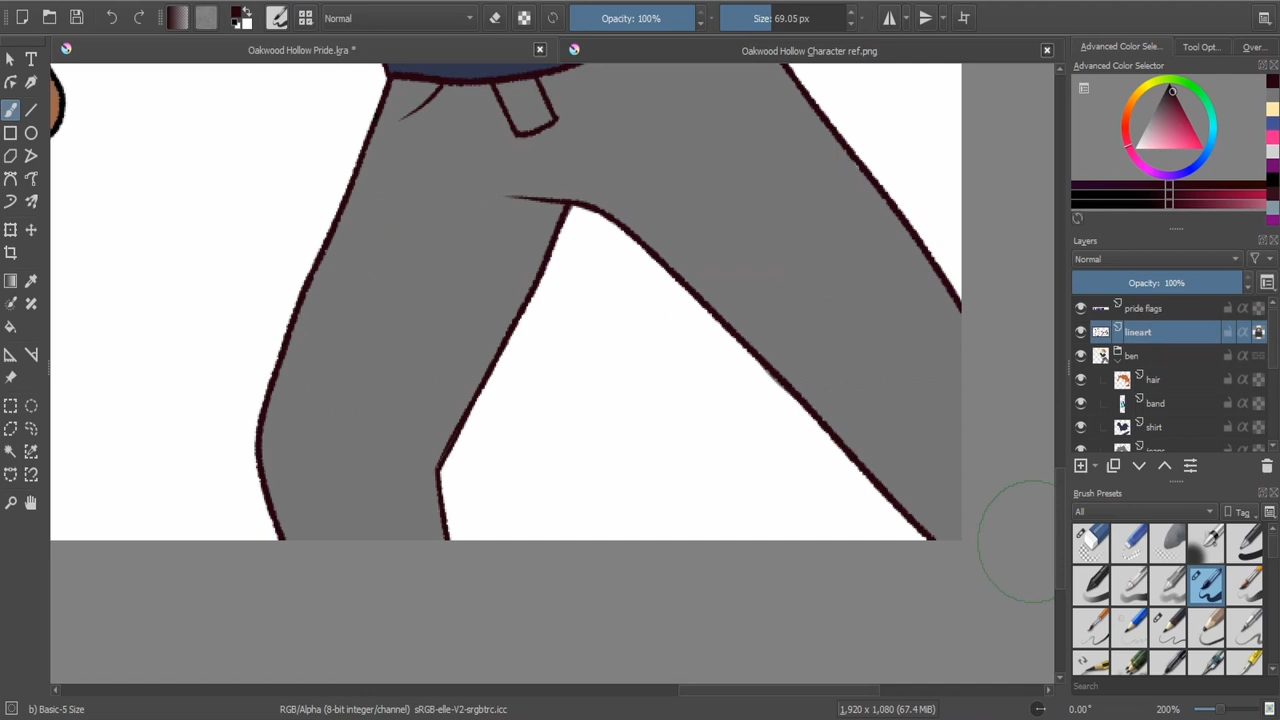 Normal
Opacity: 100%
Size: 69.05 px
Oakwood Hollow Pride.kra *
Oakwood Hollow Character ref.png
Advanced Color Sele...
Tool Opt...
Over...
Advanced Color Selector
Layers
Normal
Opacity: 100%
pride flags
lineart
ben
hair
band
shirt
jeans
Brush Presets
All
Tag
Search
b) Basic-5 Size
RGB/Alpha (8-bit integer/channel) sRGB-elle-V2-srgbtrc.icc
1,920 x 1,080 (67.4 MiB)
0.00°
200%